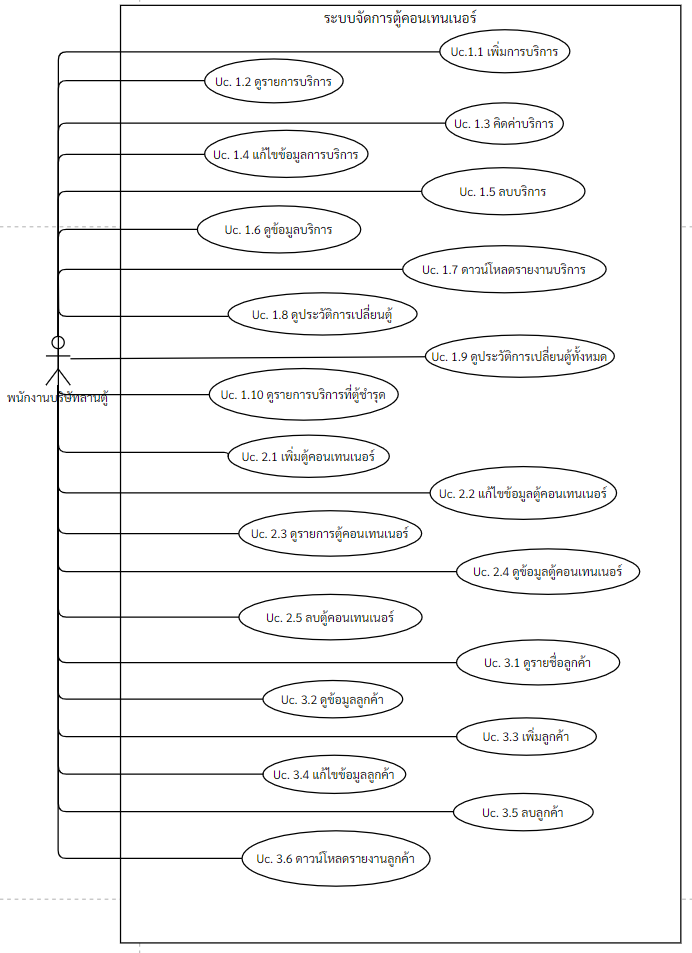 ระบบจัดการตู้คอนเทนเนอร์
Uc.1.1 เพิ่มการบริการ
Uc. 1.2 ดูรายการบริการ
Uc. 1.3 คิดค่าบริการ
Uc. 1.4 แก้ไขข้อมูลการบริการ
Uc. 1.5 ลบบริการ
Uc. 1.6 ดูข้อมูลบริการ
Uc. 1.7 ดาวน์โหลดรายงานบริการ
Uc. 1.8 ดูประวัติการเปลี่ยนตู้
Uc. 1.9 ดูประวัติการเปลี่ยนตู้ทั้งหมด
พนักงานบริษัทลานตู้
Uc. 1.10 ดูรายการบริการที่ตู้ชำรุด
Uc. 2.1 เพิ่มตู้คอนเทนเนอร์
Uc. 2.2 แก้ไขข้อมูลตู้คอนเทนเนอร์
Uc. 2.3 ดูรายการตู้คอนเทนเนอร์
Uc. 2.4 ดูข้อมูลตู้คอนเทนเนอร์
Uc. 2.5 ลบตู้คอนเทนเนอร์
Uc. 3.1 ดูรายชื่อลูกค้า
Uc. 3.2 ดูข้อมูลลูกค้า
Uc. 3.3 เพิ่มลูกค้า
Uc. 3.4 แก้ไขข้อมูลลูกค้า
Uc. 3.5 ลบลูกค้า
Uc. 3.6 ดาวน์โหลดรายงานลูกค้า